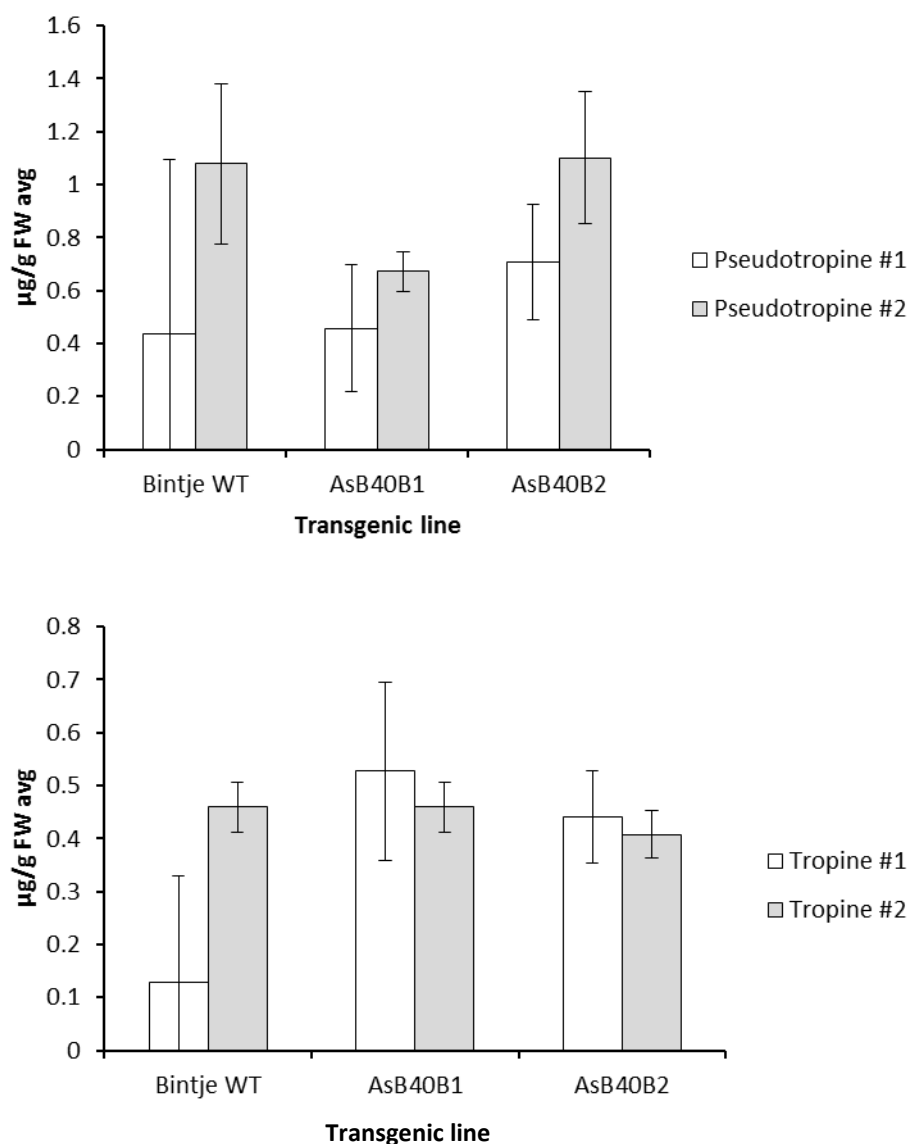 1.6
1.4
1.2
1
0.8
0.6
0.4
0.2
0
µg/g FW avg
Bintje WT AsB40B1 AsB40B2
Transgenic line
Pseudotropine #1
Pseudotropine #2
0.8
0.7
0.6
0.5
0.4
0.3
0.2
0.1
0
µg/g FW avg
Bintje WT AsB40B1 AsB40B2
Transgenic line
Tropine #1
Tropine #2